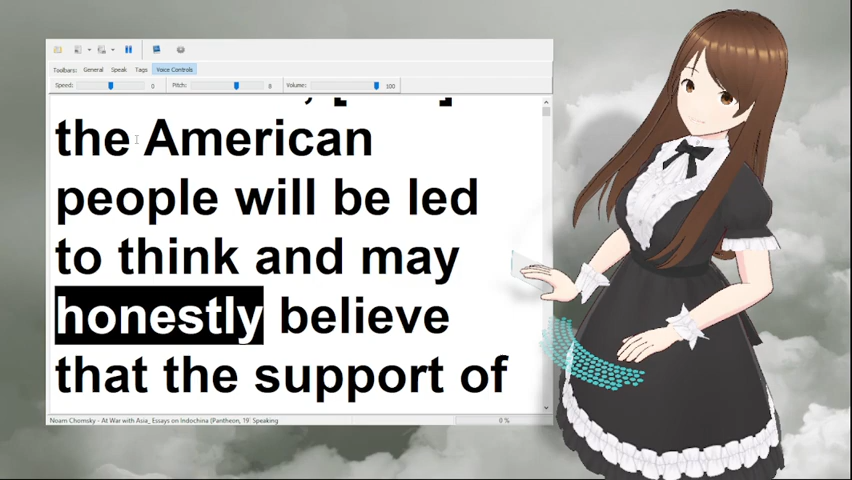 Toolbars: General Speak Tags Voice Controls
Speed: 0 Pitch: 8 Volume: 100
the American
people will be led
to think and may
honestly believe
that the support of
Noam Chomsky - At War with Asia_ Essays on Indochina (Pantheon, 19 Speaking 0 %